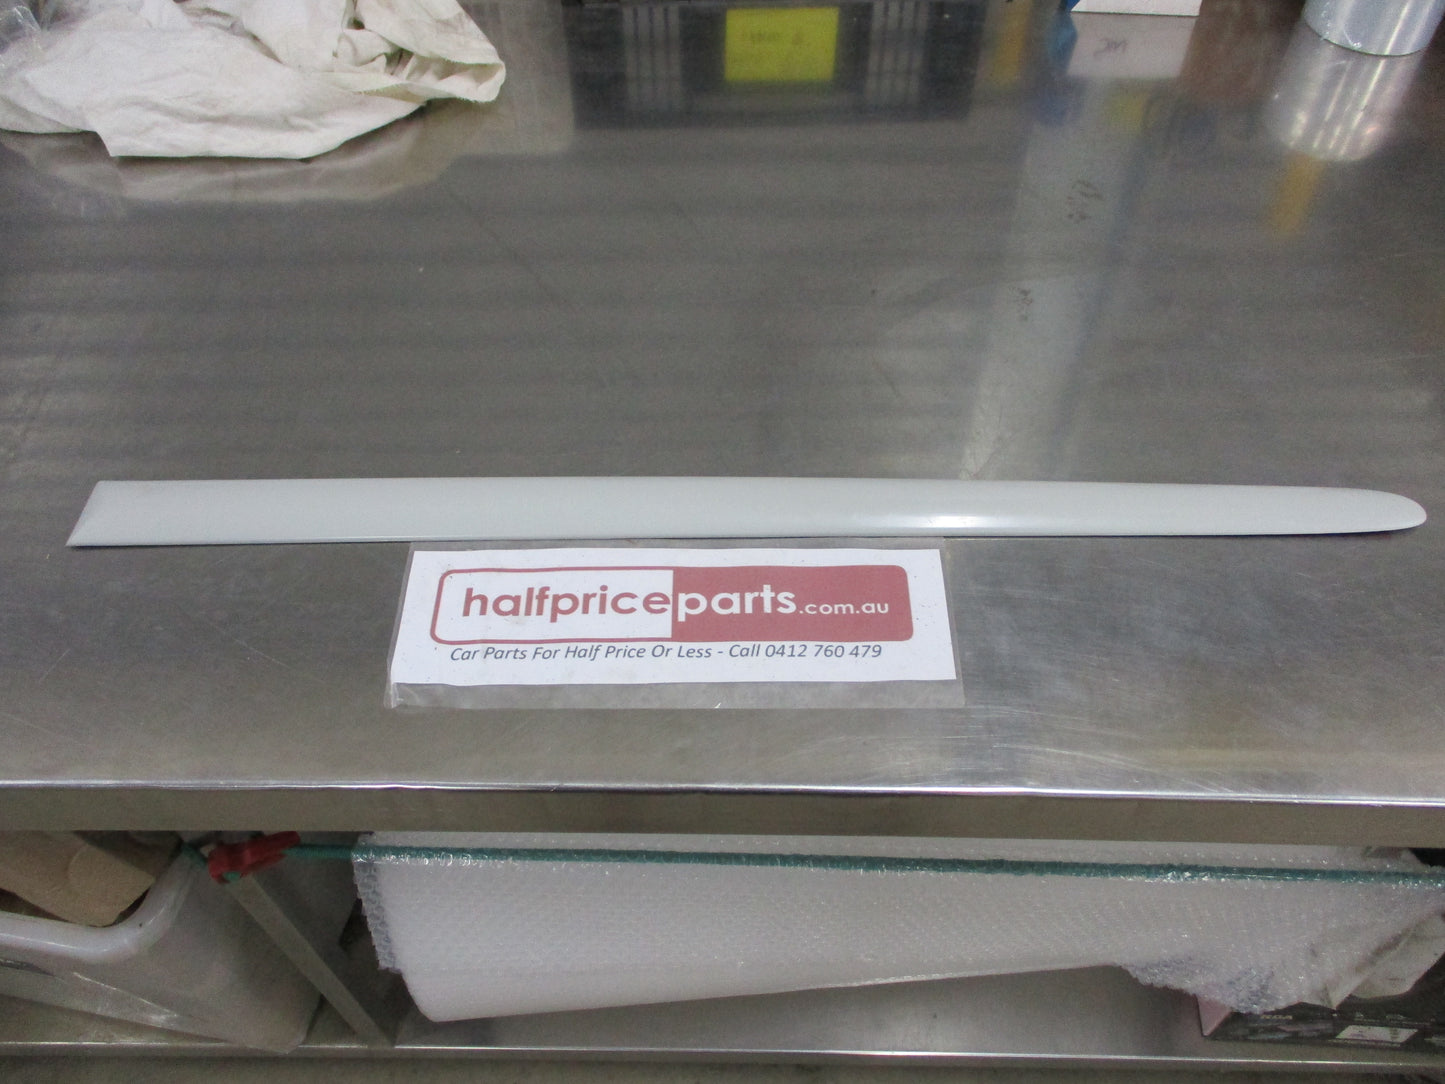 halfpriceparts.com.au
Car Parts For Half Price Or Less - Call 0412 760 479